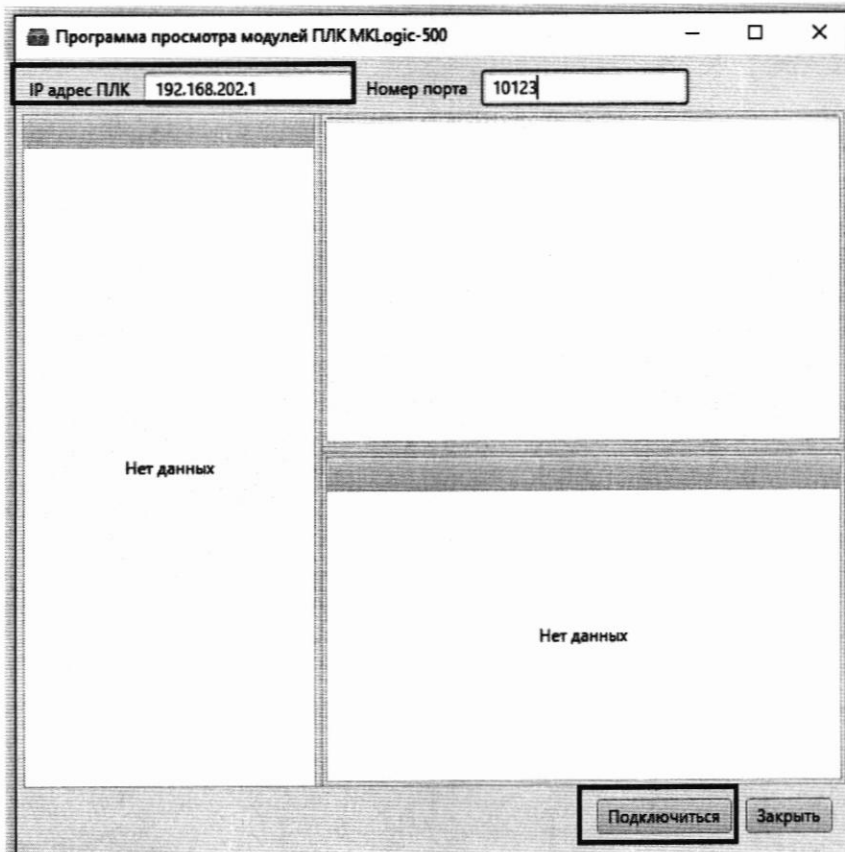 Программа просмотра модулей ПЛК MKLogic-500
IP адрес ПЛК 192.168.202.1 Номер порта 10123
Нет данных
Нет данных
Подключиться Закрыть